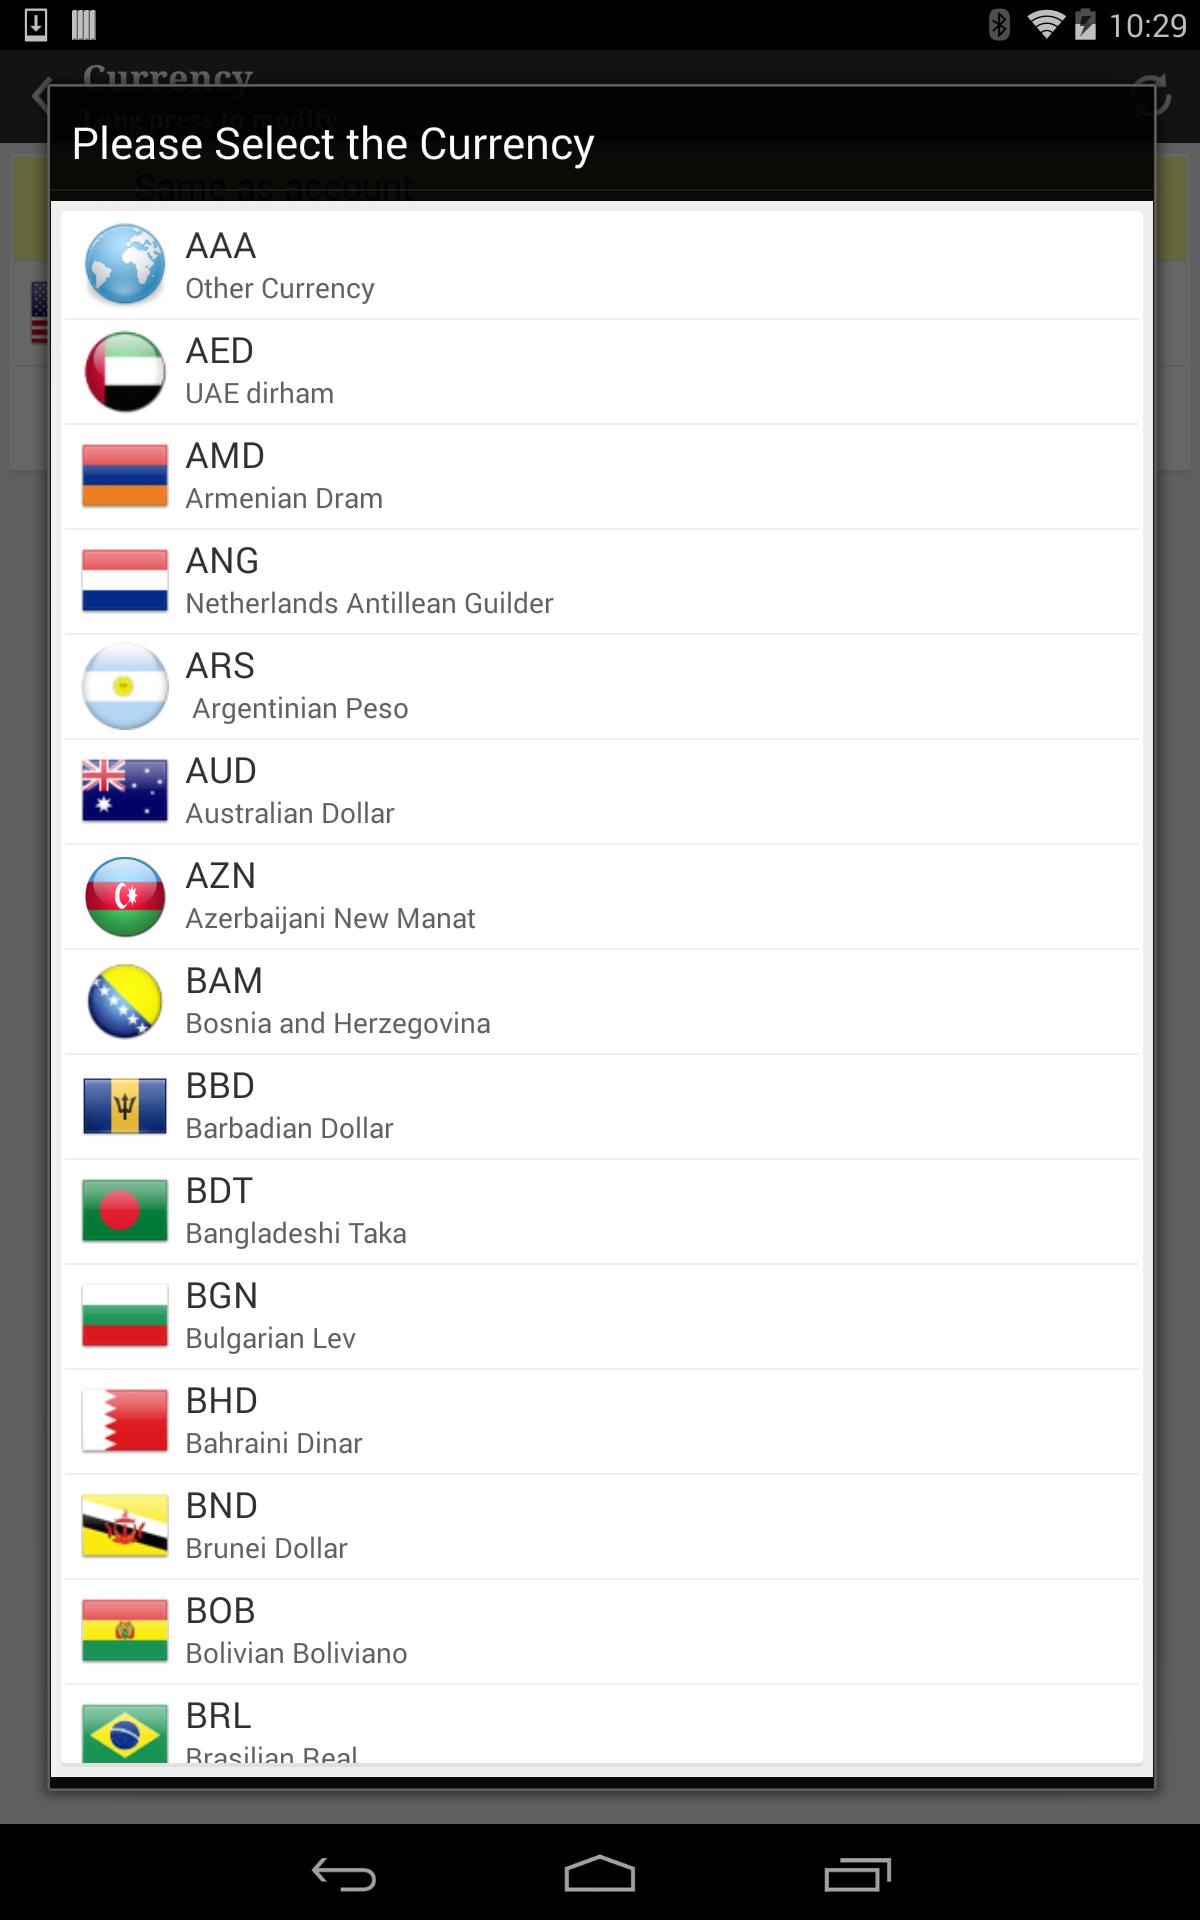 10:29
Currency
Long press to modify
Please Select the Currency
Same as account
AAA
Other Currency
AED
UAE dirham
AMD
Armenian Dram
ANG
Netherlands Antillean Guilder
ARS
Argentinian Peso
AUD
Australian Dollar
AZN
Azerbaijani New Manat
BAM
Bosnia and Herzegovina
BBD
Barbadian Dollar
BDT
Bangladeshi Taka
BGN
Bulgarian Lev
BHD
Bahraini Dinar
BND
Brunei Dollar
BOB
Bolivian Boliviano
BRL
Brasilian Real